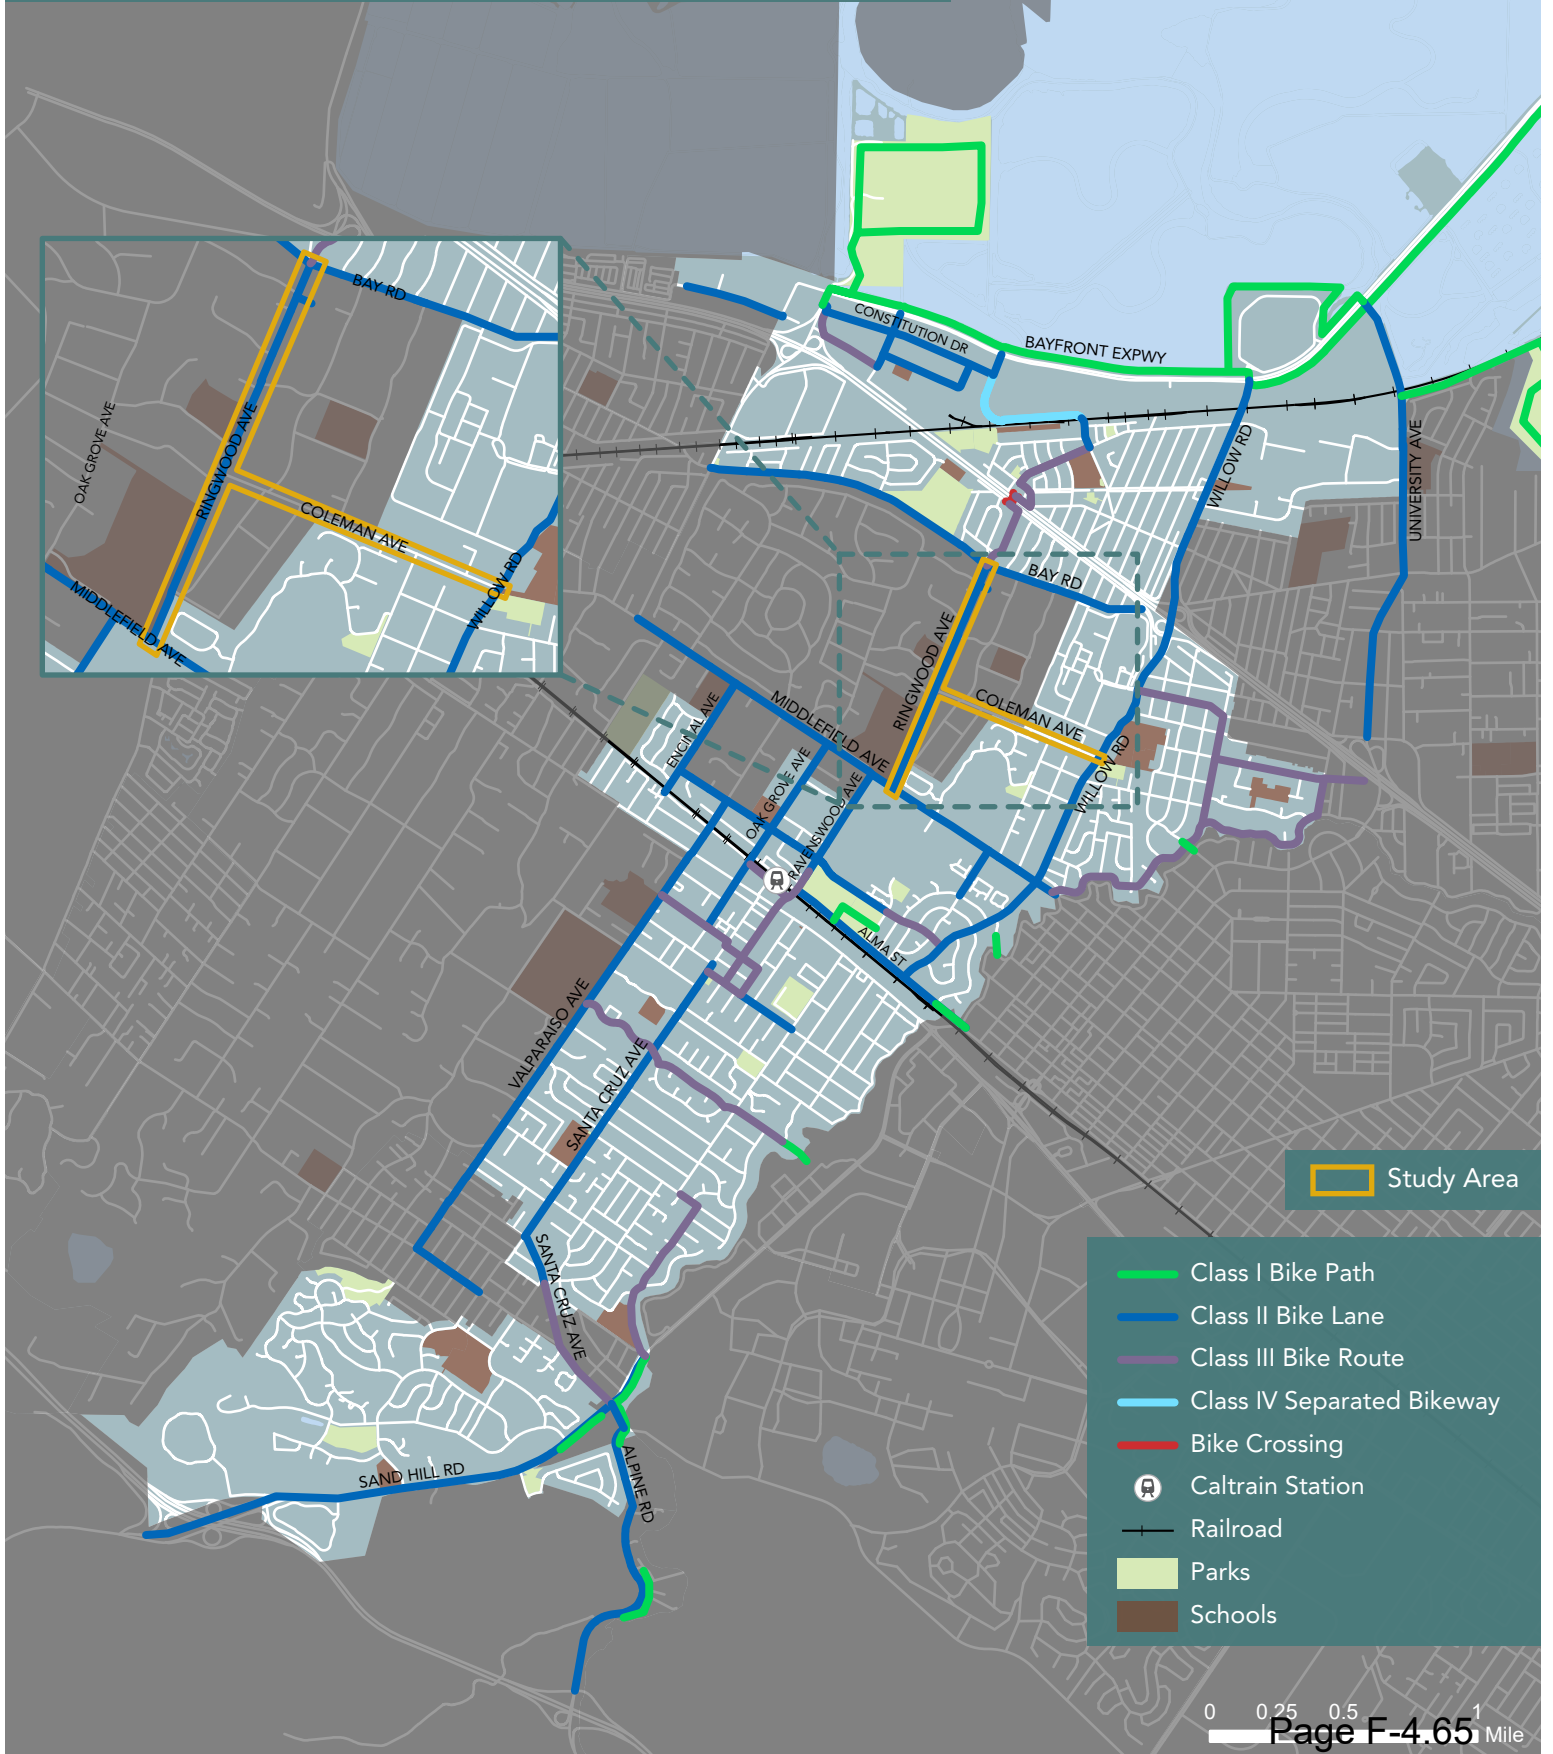 BAY RD
OAK GROVE AVE
RINGWOOD AVE
COLEMAN AVE
WILLOW RD
MIDDLEFIELD AVE
CONSTITUTION DR
BAYFRONT EXPWY
WILLOW RD
UNIVERSITY AVE
BAY RD
RINGWOOD AVE
COLEMAN AVE
WILLOW RD
MIDDLEFIELD AVE
ENCINAL AVE
OAK GROVE AVE
RAVENSWOOD AVE
ALMA ST
VALPARAISO AVE
SANTA CRUZ AVE
SANTA CRUZ AVE
SAND HILL RD
ALPINE RD
Study Area
Class I Bike Path
Class II Bike Lane
Class III Bike Route
Class IV Separated Bikeway
Bike Crossing
Caltrain Station
Railroad
Parks
Schools
0 0.25 0.5 1
Mile
Page F-4.65